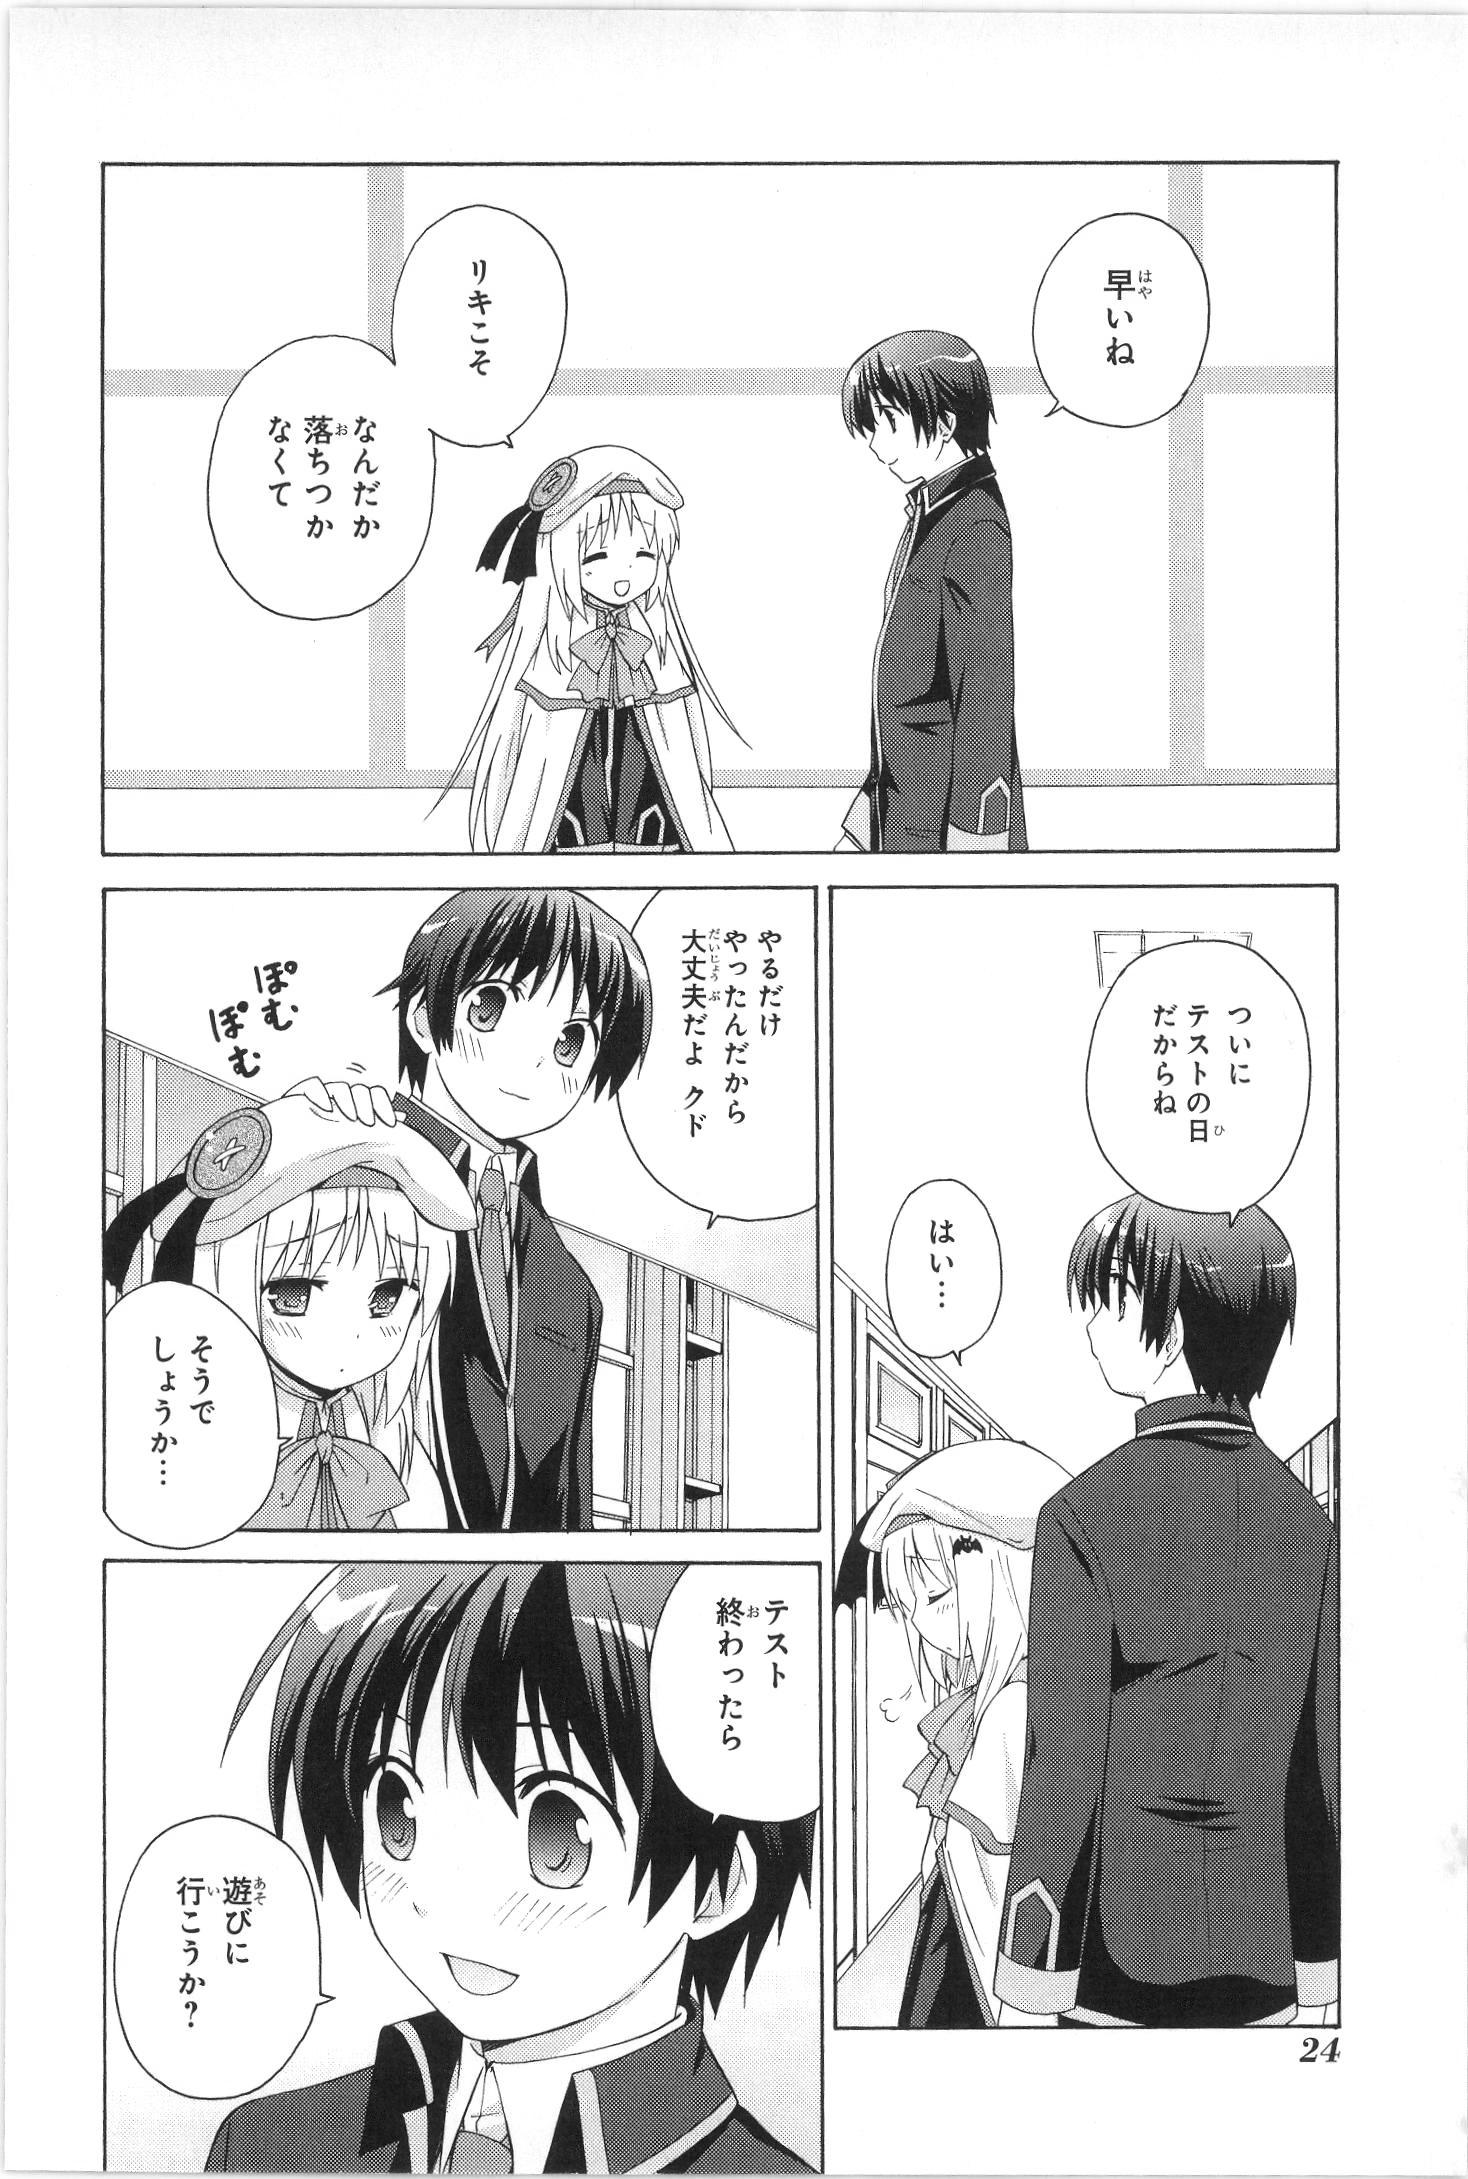 早いね
リキこそ
なんだか
落ちつか
なくて
ついに
テストの日
だからね
はい…
やるだけ
やったんだから
大丈夫だよ クド
ぽむ
ぽむ
そうで
しょうか…
テスト
終わったら
遊びに
行こうか?
24